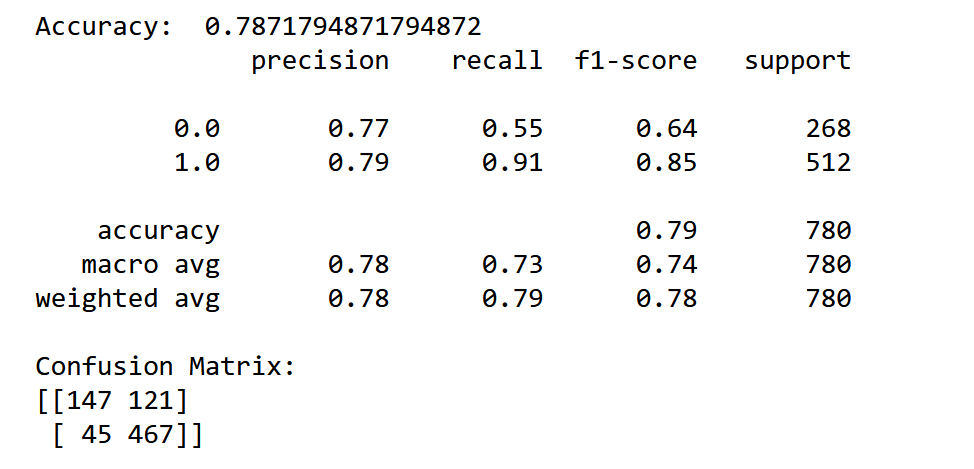 Accuracy:  0.7871794871794872
              precision    recall  f1-score   support

         0.0       0.77      0.55      0.64       268
         1.0       0.79      0.91      0.85       512

    accuracy                           0.79       780
   macro avg       0.78      0.73      0.74       780
weighted avg       0.78      0.79      0.78       780

Confusion Matrix:
[[147 121]
 [ 45 467]]